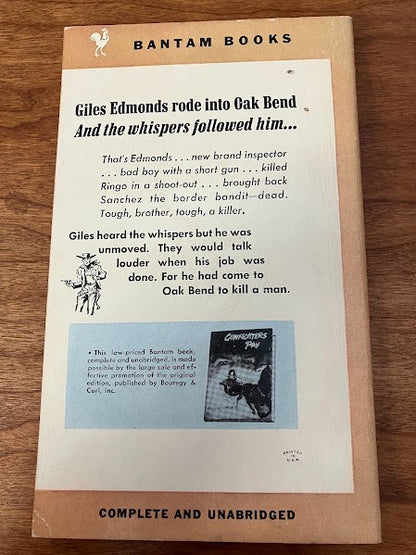 BANTAM BOOKS
Giles Edmonds rode into Oak Bend
And the whispers followed him...
That's Edmonds . . . new brand inspector
. . . bad boy with a short gun . . . killed
Ringo in a shoot-out . . . brought back
Sanchez the border bandit—dead.
Tough, brother, tough, a killer.
Giles heard the whispers but he was
unmoved. They would talk
louder when his job was
done. For he had come to
Oak Bend to kill a man.
• This low-priced Bantam book,
complete and unabridged, is made
possible by the large sale and ef-
fective promotion of the original
edition, published by Bouregy &
Curl, Inc.
GUNFIGHTERS
PAY
PRINTED
IN
U.S.A.
COMPLETE AND UNABRIDGED